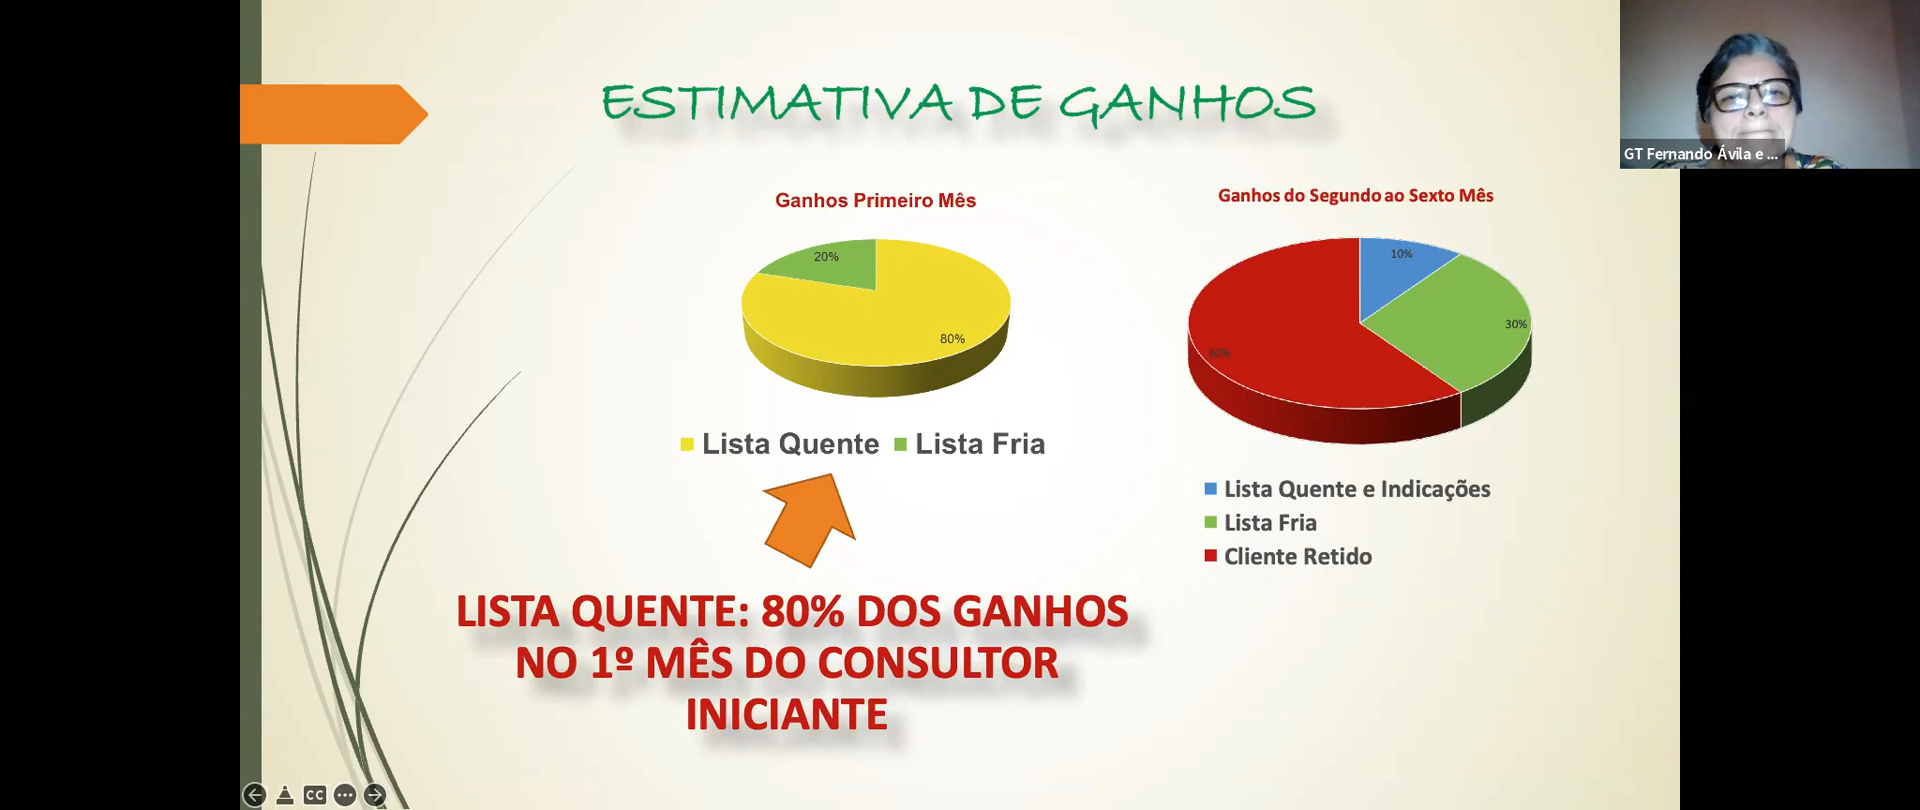 ESTIMATIVA DE GANHOS
GT Fernando Ávila e ...
Ganhos Primeiro Mês
20%
80%
Lista Quente Lista Fria
Ganhos do Segundo ao Sexto Mês
10%
30%
60%
Lista Quente e Indicações
Lista Fria
Cliente Retido
LISTA QUENTE: 80% DOS GANHOS
NO 1º MÊS DO CONSULTOR
INICIANTE
CC